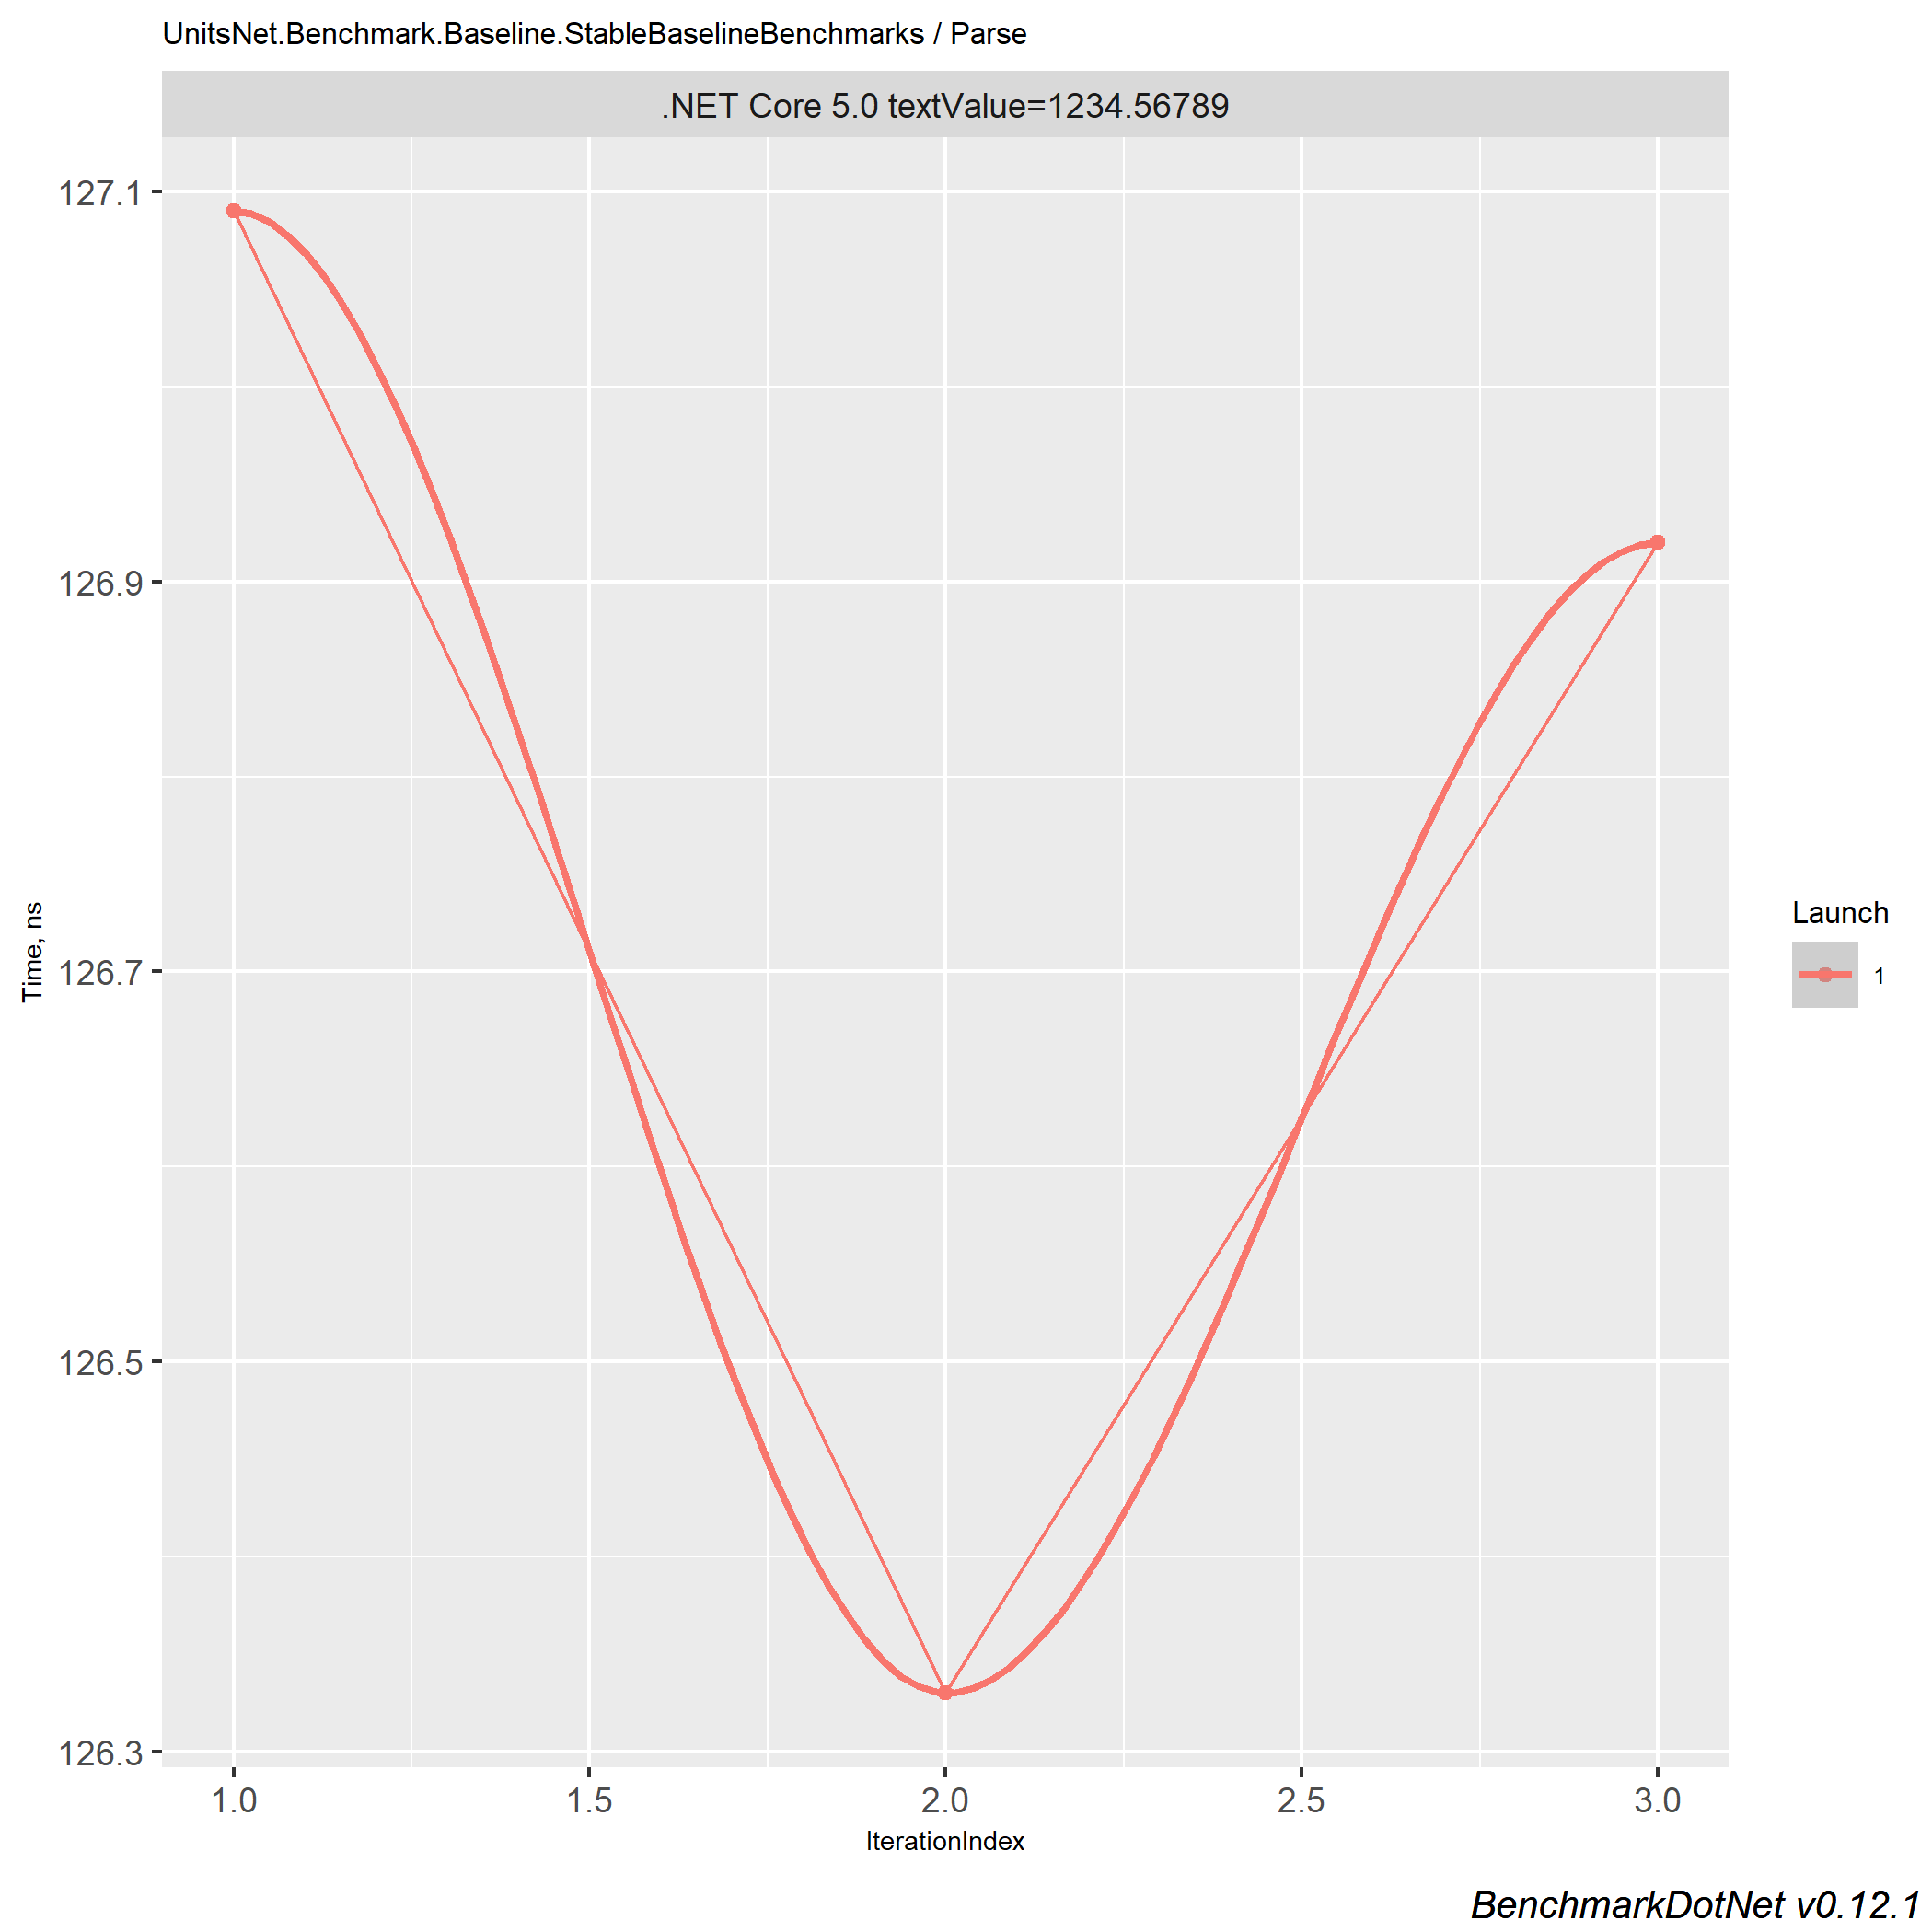 UnitsNet.Benchmark.Baseline.StableBaselineBenchmarks / Parse
.NET Core 5.0 textValue=1234.56789
127.1
126.9
126.7
126.5
126.3
Time, ns
1.0 1.5 2.0 2.5 3.0
IterationIndex
Launch
1
BenchmarkDotNet v0.12.1